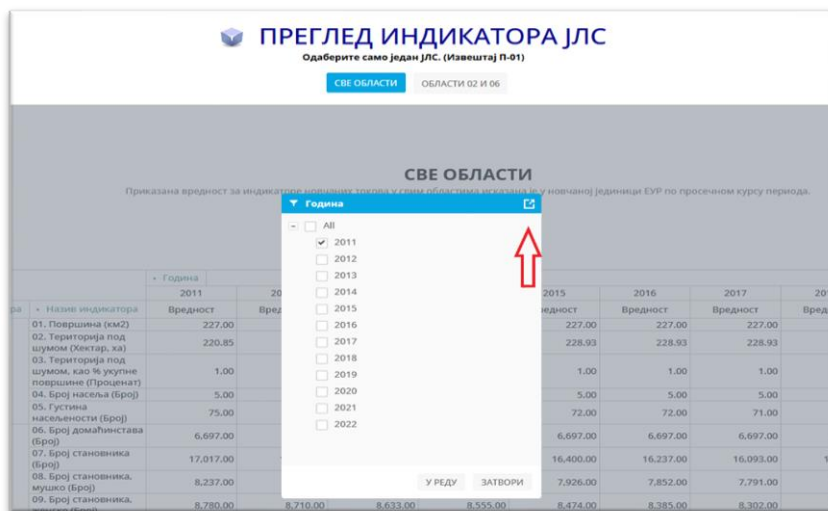 ПРЕГЛЕД ИНДИКАТОРА ЈЛС
Одаберите само један ЈЛС. (Извештај П-01)
СВЕ ОБЛАСТИ ОБЛАСТИ 02 И 06
СВЕ ОБЛАСТИ
Приказана вредност за индикаторе новчаних токова у свим областима исказана је у новчаној јединици ЕУР по просечном курсу периода.
Година
All
2011
2012
2013
2014
2015
2016
2017
2018
2019
2020
2021
2022
У РЕДУ ЗАТВОРИ
Година
2011 2015 2016 2017
Назив индикатора Вредност Вредност Вредност
01. Површина (км2) 227.00 227.00 227.00 227.00
02. Територија под
шумом (Хектар, ха) 220.85 228.93 228.93 228.93
03. Територија под
шумом, као % укупне
површине (Проценат) 1.00 1.00 1.00 1.00
04. Број насеља (Број) 5.00 5.00 5.00 5.00
05. Густина
насељености (Број) 75.00 72.00 72.00 71.00
06. Број домаћинстава
(Број) 6,697.00 6,697.00 6,697.00 6,697.00
07. Број становника
(Број) 17,017.00 16,400.00 16,237.00 16,093.00
08. Број становника,
мушко (Број) 8,237.00 7,926.00 7,852.00 7,791.00
09. Број становника,
8,780.00 8,710.00 8,633.00 8,555.00 8,474.00 8,385.00 8,302.00